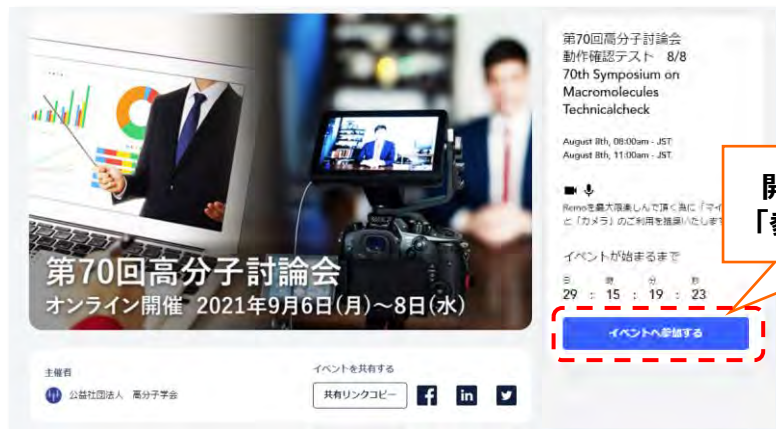 第70回高分子討論会
オンライン開催 2021年9月6日(月)～8日(水)
主催者
公益社団法人 高分子学会
イベントを共有する
共有リンクコピー
第70回高分子討論会
動作確認テスト 8/8
70th Symposium on
Macromolecules
Technicalcheck
August 8th, 08:00am - JST
August 8th, 11:00am - JST
Remoを最大限楽しんで頂く為に「マイ
と「カメラ」のご利用を推奨いたします
イベントが始まるまで
日 時 分 秒
29 : 15 : 19 : 23
イベントへ参加する
開
「参